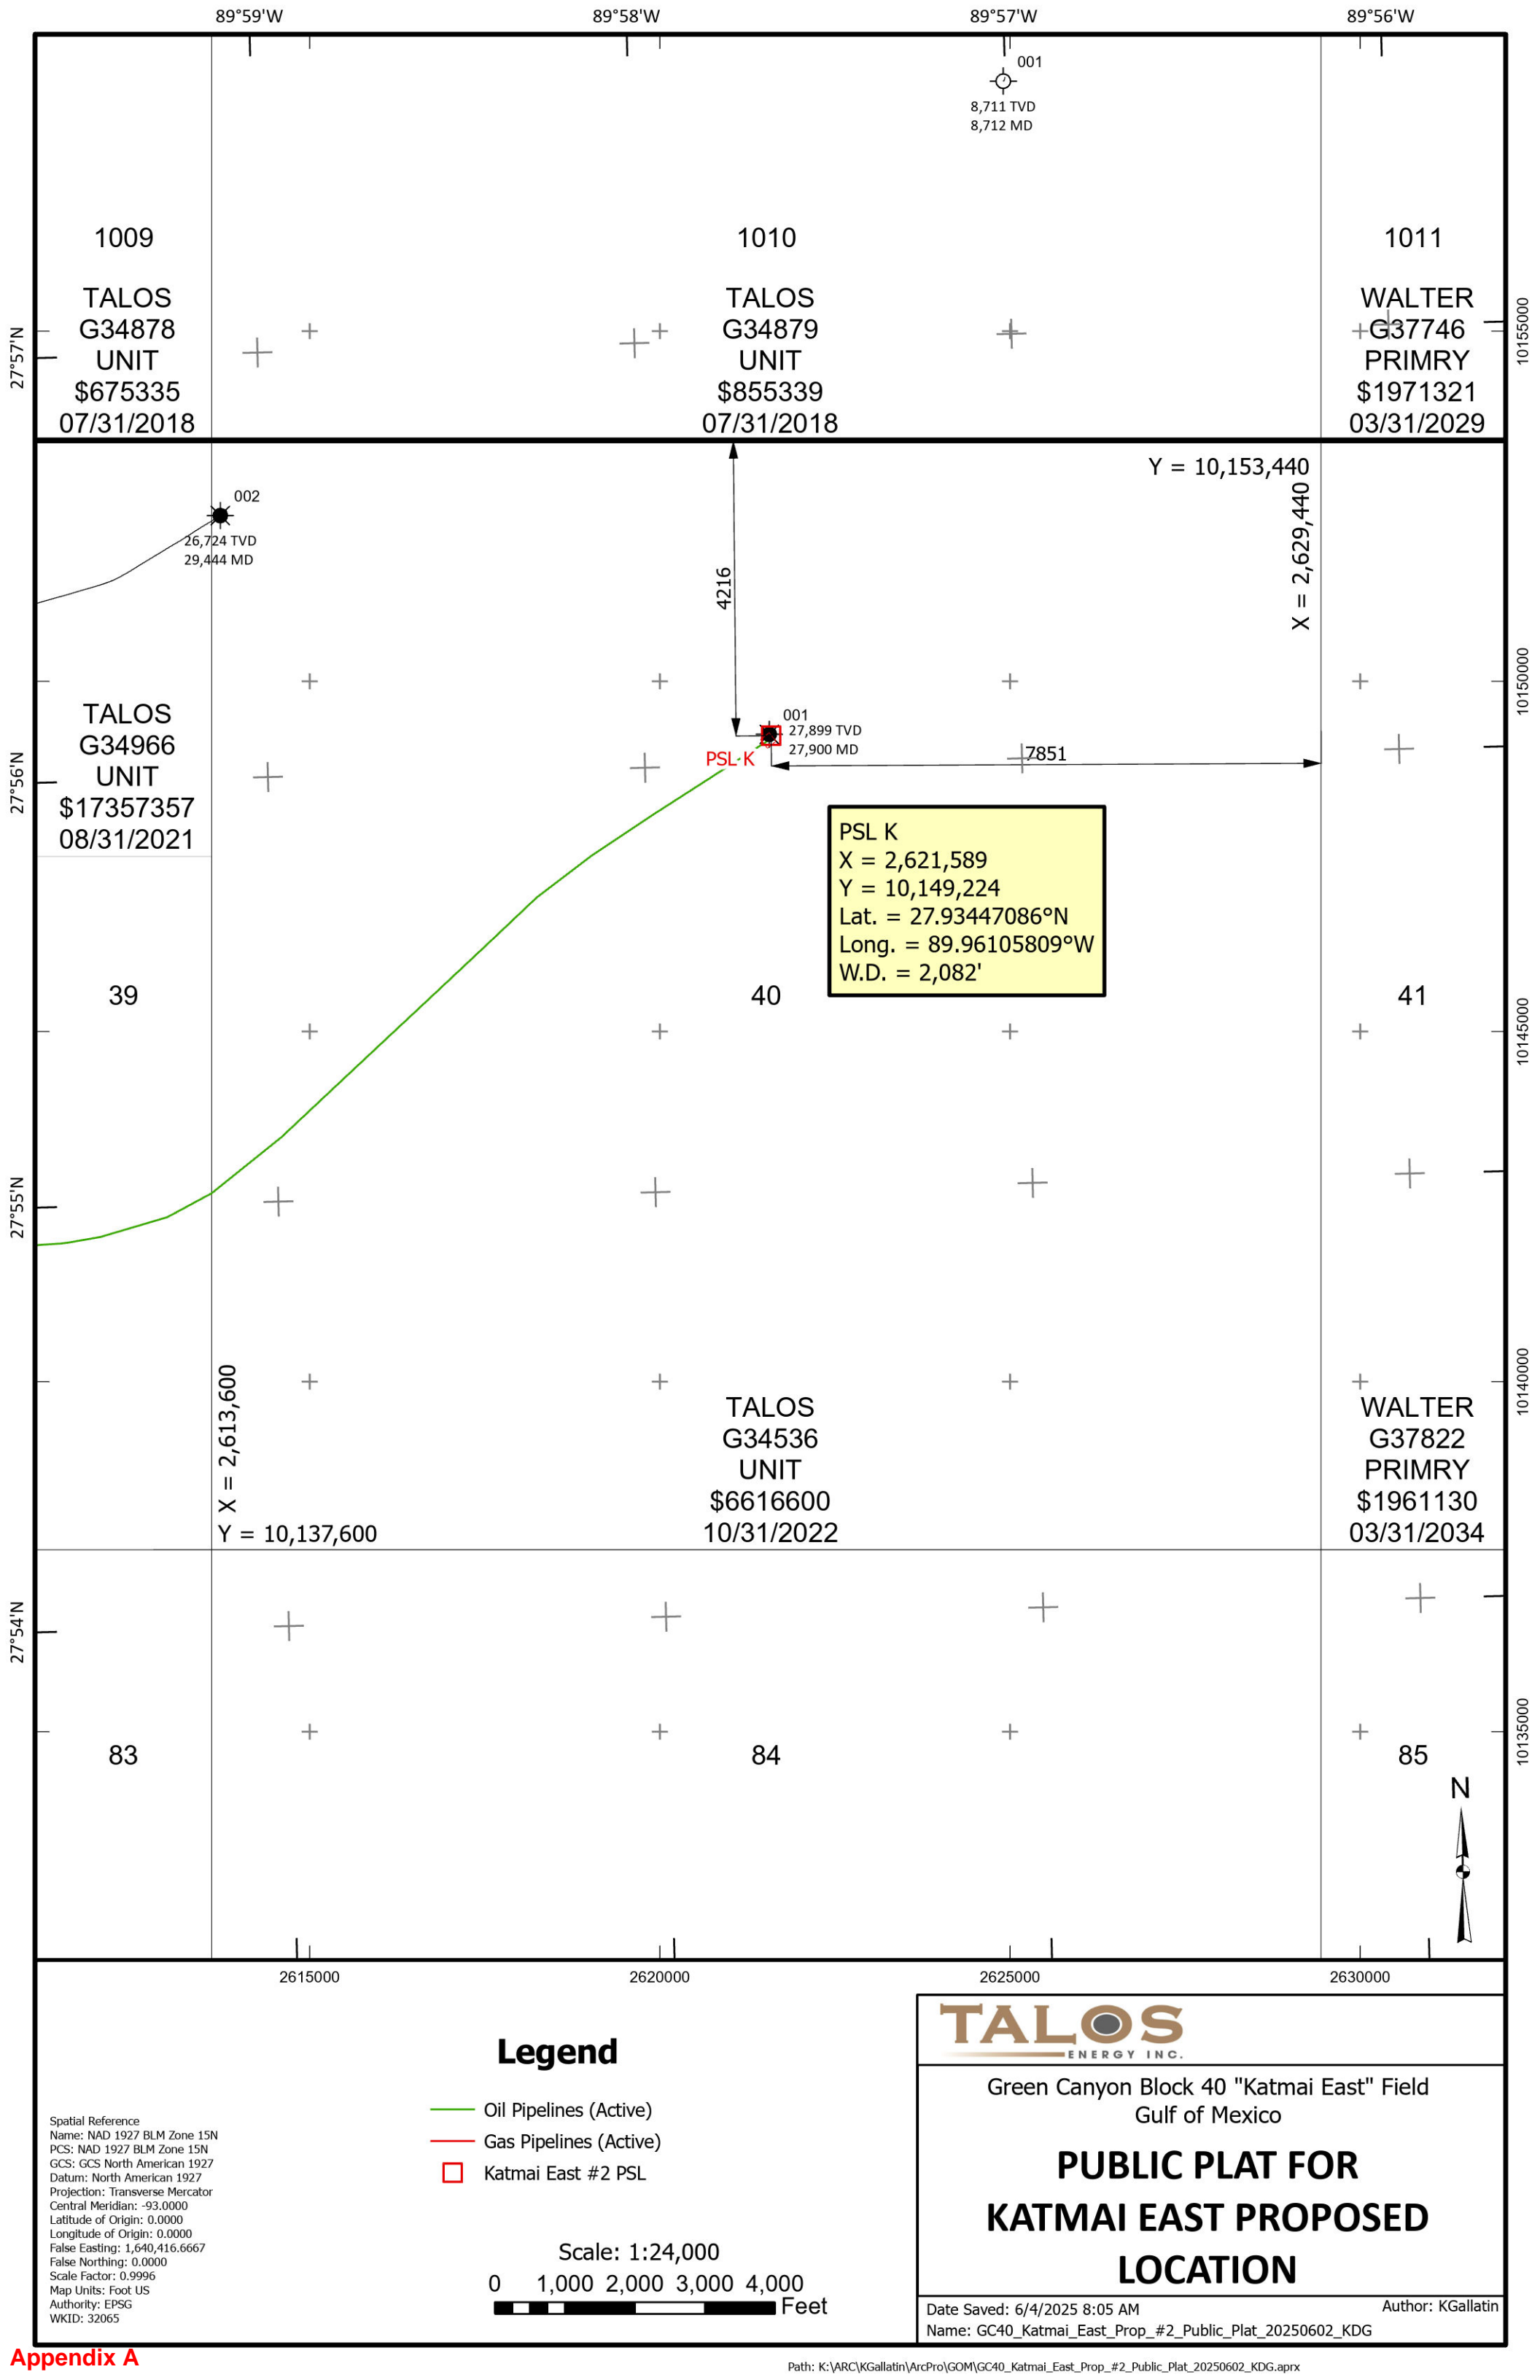 89°59'W 89°58'W 89°57'W 89°56'W
001
8,711 TVD
8,712 MD
1009 1010 1011
TALOS
G34878
UNIT
$675335
07/31/2018
TALOS
G34879
UNIT
$855339
07/31/2018
WALTER
G37746
PRIMRY
$1971321
03/31/2029
10155000
27°57'N
Y = 10,153,440
X = 2,629,440
002
26,724 TVD
29,444 MD
4216
10150000
TALOS
G34966
UNIT
$17357357
08/31/2021
001
27,899 TVD
27,900 MD
PSL K
7851
27°56'N
PSL K
X = 2,621,589
Y = 10,149,224
Lat. = 27.93447086°N
Long. = 89.96105809°W
W.D. = 2,082'
39 40 41
10145000
27°55'N
X = 2,613,600
Y = 10,137,600
TALOS
G34536
UNIT
$6616600
10/31/2022
WALTER
G37822
PRIMRY
$1961130
03/31/2034
10140000
27°54'N
10135000
83 84 85
N
2615000 2620000 2625000 2630000
Legend
Oil Pipelines (Active)
Gas Pipelines (Active)
Katmai East #2 PSL
Scale: 1:24,000
0 1,000 2,000 3,000 4,000
Feet
Spatial Reference
Name: NAD 1927 BLM Zone 15N
PCS: NAD 1927 BLM Zone 15N
GCS: GCS North American 1927
Datum: North American 1927
Projection: Transverse Mercator
Central Meridian: -93.0000
Latitude of Origin: 0.0000
Longitude of Origin: 0.0000
False Easting: 1,640,416.6667
False Northing: 0.0000
Scale Factor: 0.9996
Map Units: Foot US
Authority: EPSG
WKID: 32065
TALOS
ENERGY INC.
Green Canyon Block 40 "Katmai East" Field
Gulf of Mexico
PUBLIC PLAT FOR
KATMAI EAST PROPOSED
LOCATION
Date Saved: 6/4/2025 8:05 AM
Author: KGallatin
Name: GC40_Katmai_East_Prop_#2_Public_Plat_20250602_KDG
Appendix A
Path: K:\ARC\KGallatin\ArcPro\GOM\GC40_Katmai_East_Prop_#2_Public_Plat_20250602_KDG.aprx